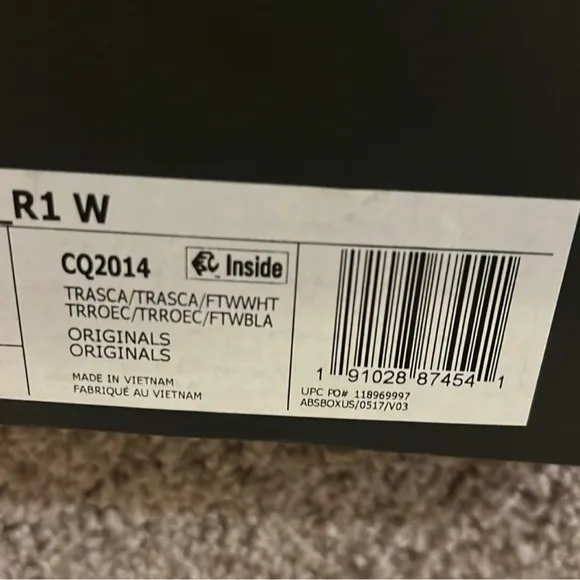 _R1 W
CQ2014
Inside
TRASCA/TRASCA/FTWWHT
TRROEC/TRROEC/FTWBLA
ORIGINALS
ORIGINALS
MADE IN VIETNAM
FABRIQUÉ AU VIETNAM
1 91028 87454 1
UPC PO# 118969997
ABSBOXUS/0517/V03